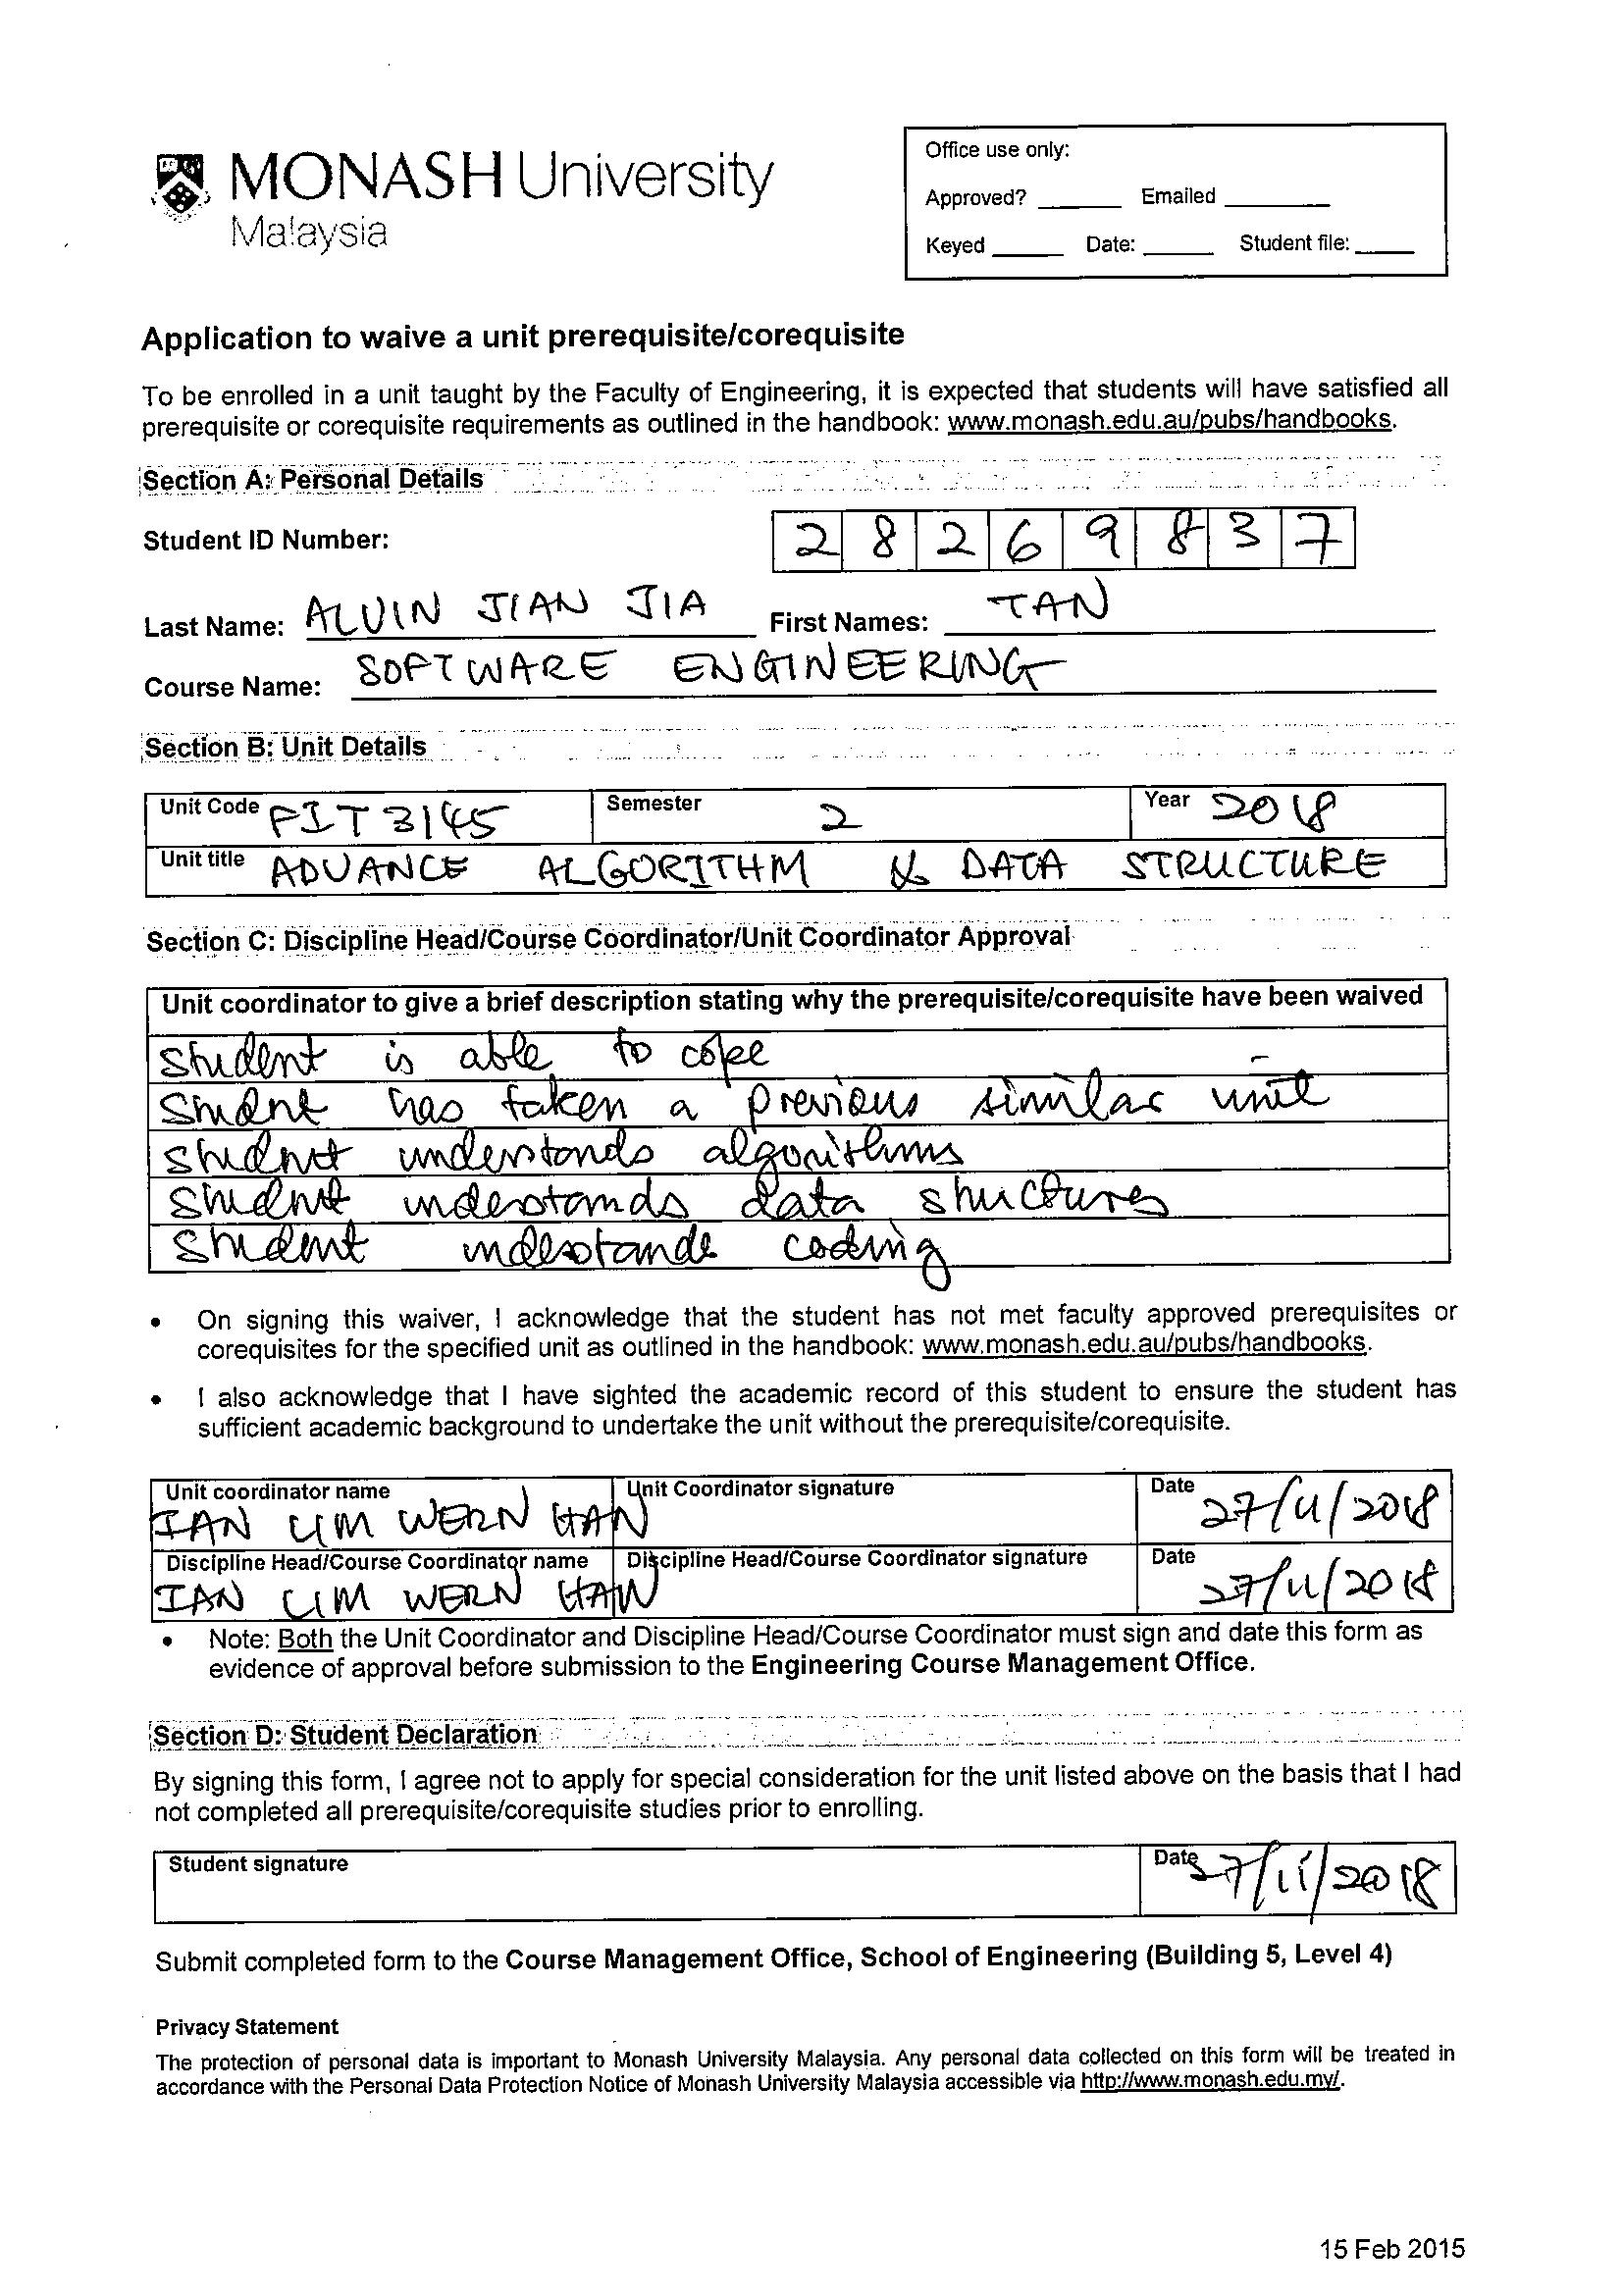 MONASH University
Malaysia
Office use only:
Approved? ______ Emailed ______
Keyed ______ Date: ______ Student file: ______
Application to waive a unit prerequisite/corequisite
To be enrolled in a unit taught by the Faculty of Engineering, it is expected that students will have satisfied all
prerequisite or corequisite requirements as outlined in the handbook: www.monash.edu.au/pubs/handbooks.
Section A: Personal Details
Student ID Number: 2 8 2 6 9 8 3 7
Last Name: ALVIN JIAN JIA First Names: TAN
Course Name: SOFTWARE ENGINEERING
Section B: Unit Details
Unit Code FIT3145 Semester 2 Year 2018
Unit title ADVANCE ALGORITHM & DATA STRUCTURE
Section C: Discipline Head/Course Coordinator/Unit Coordinator Approval
Unit coordinator to give a brief description stating why the prerequisite/corequisite have been waived
student is able to cope
student has taken a previous similar unit
student understands algorithms
student understands data structures
student understands coding
• On signing this waiver, I acknowledge that the student has not met faculty approved prerequisites or
corequisites for the specified unit as outlined in the handbook: www.monash.edu.au/pubs/handbooks.
• I also acknowledge that I have sighted the academic record of this student to ensure the student has
sufficient academic background to undertake the unit without the prerequisite/corequisite.
Unit coordinator name Unit Coordinator signature Date
IAN LIM WERN HAN 27/11/2018
Discipline Head/Course Coordinator name Discipline Head/Course Coordinator signature Date
IAN LIM WERN HAN 27/11/2018
• Note: Both the Unit Coordinator and Discipline Head/Course Coordinator must sign and date this form as
evidence of approval before submission to the Engineering Course Management Office.
Section D: Student Declaration
By signing this form, I agree not to apply for special consideration for the unit listed above on the basis that I had
not completed all prerequisite/corequisite studies prior to enrolling.
Student signature Date 27/11/2018
Submit completed form to the Course Management Office, School of Engineering (Building 5, Level 4)
Privacy Statement
The protection of personal data is important to Monash University Malaysia. Any personal data collected on this form will be treated in
accordance with the Personal Data Protection Notice of Monash University Malaysia accessible via http://www.monash.edu.my/.
15 Feb 2015